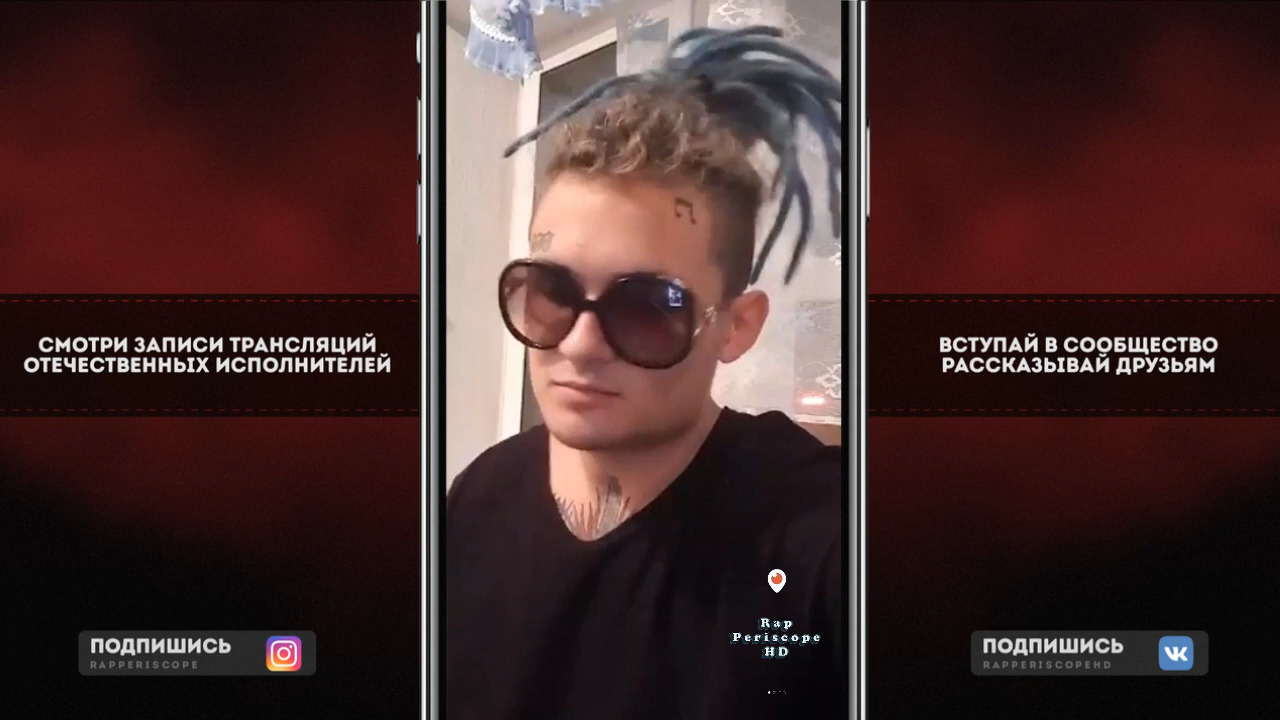 СМОТРИ ЗАПИСИ ТРАНСЛЯЦИЙ
ОТЕЧЕСТВЕННЫХ ИСПОЛНИТЕЛЕЙ
ВСТУПАЙ В СООБЩЕСТВО
РАССКАЗЫВАЙ ДРУЗЬЯМ
Rap
Periscope
HD
ПОДПИШИСЬ
RAPPERISCOPE
ПОДПИШИСЬ
RAPPERISCOPEHD